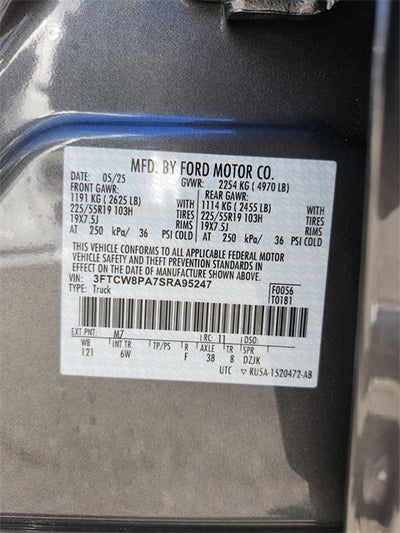 MFD. BY FORD MOTOR CO.
DATE: 05/25 GVWR: 2254 KG ( 4970 LB)
FRONT GAWR: REAR GAWR:
1191 KG ( 2625 LB) WITH 1114 KG ( 2455 LB) WITH
225/55R19 103H TIRES 225/55R19 103H TIRES
19X7.5J RIMS 19X7.5J RIMS
AT 250 kPa/ 36 PSI COLD AT 250 kPa/ 36 PSI COLD
THIS VEHICLE CONFORMS TO ALL APPLICABLE FEDERAL MOTOR
VEHICLE SAFETY AND THEFT PREVENTION STANDARDS IN EFFECT
ON THE DATE OF MANUFACTURE SHOWN ABOVE.
VIN: 3FTCW8PA7SRA95247 F0056
TYPE: Truck T0181
EXT PNT: M7 RC: 11 DSO:
WB INT TR TP/PS R AXLE TR SPR
121 6W F 3B 8 DZJK
UTC ▽ RU5A-1520472-AB